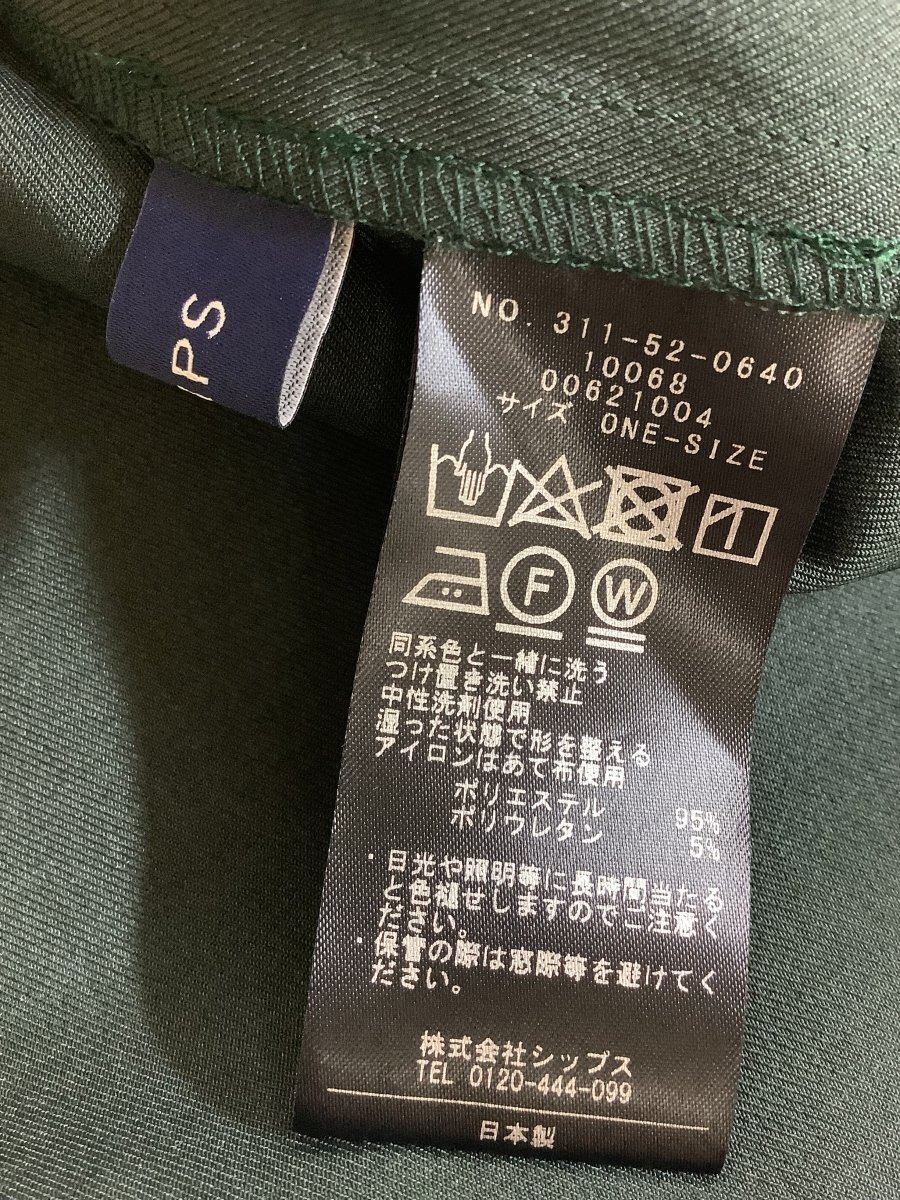 IPS
NO. 311-52-0640
10068
00621004
サイズ ONE-SIZE
F
W
同系色と一緒に洗う
つけ置き洗い禁止
中性洗剤使用
湿った状態で形を整える
アイロンはあて布使用
ポリエステル 95%
ポリウレタン 5%
・日光や照明等に長時間当たる
と色褪せしますのでご注意く
ださい。
・保管の際は窓際等を避けてく
ださい。
株式会社シップス
TEL 0120-444-099
日本製